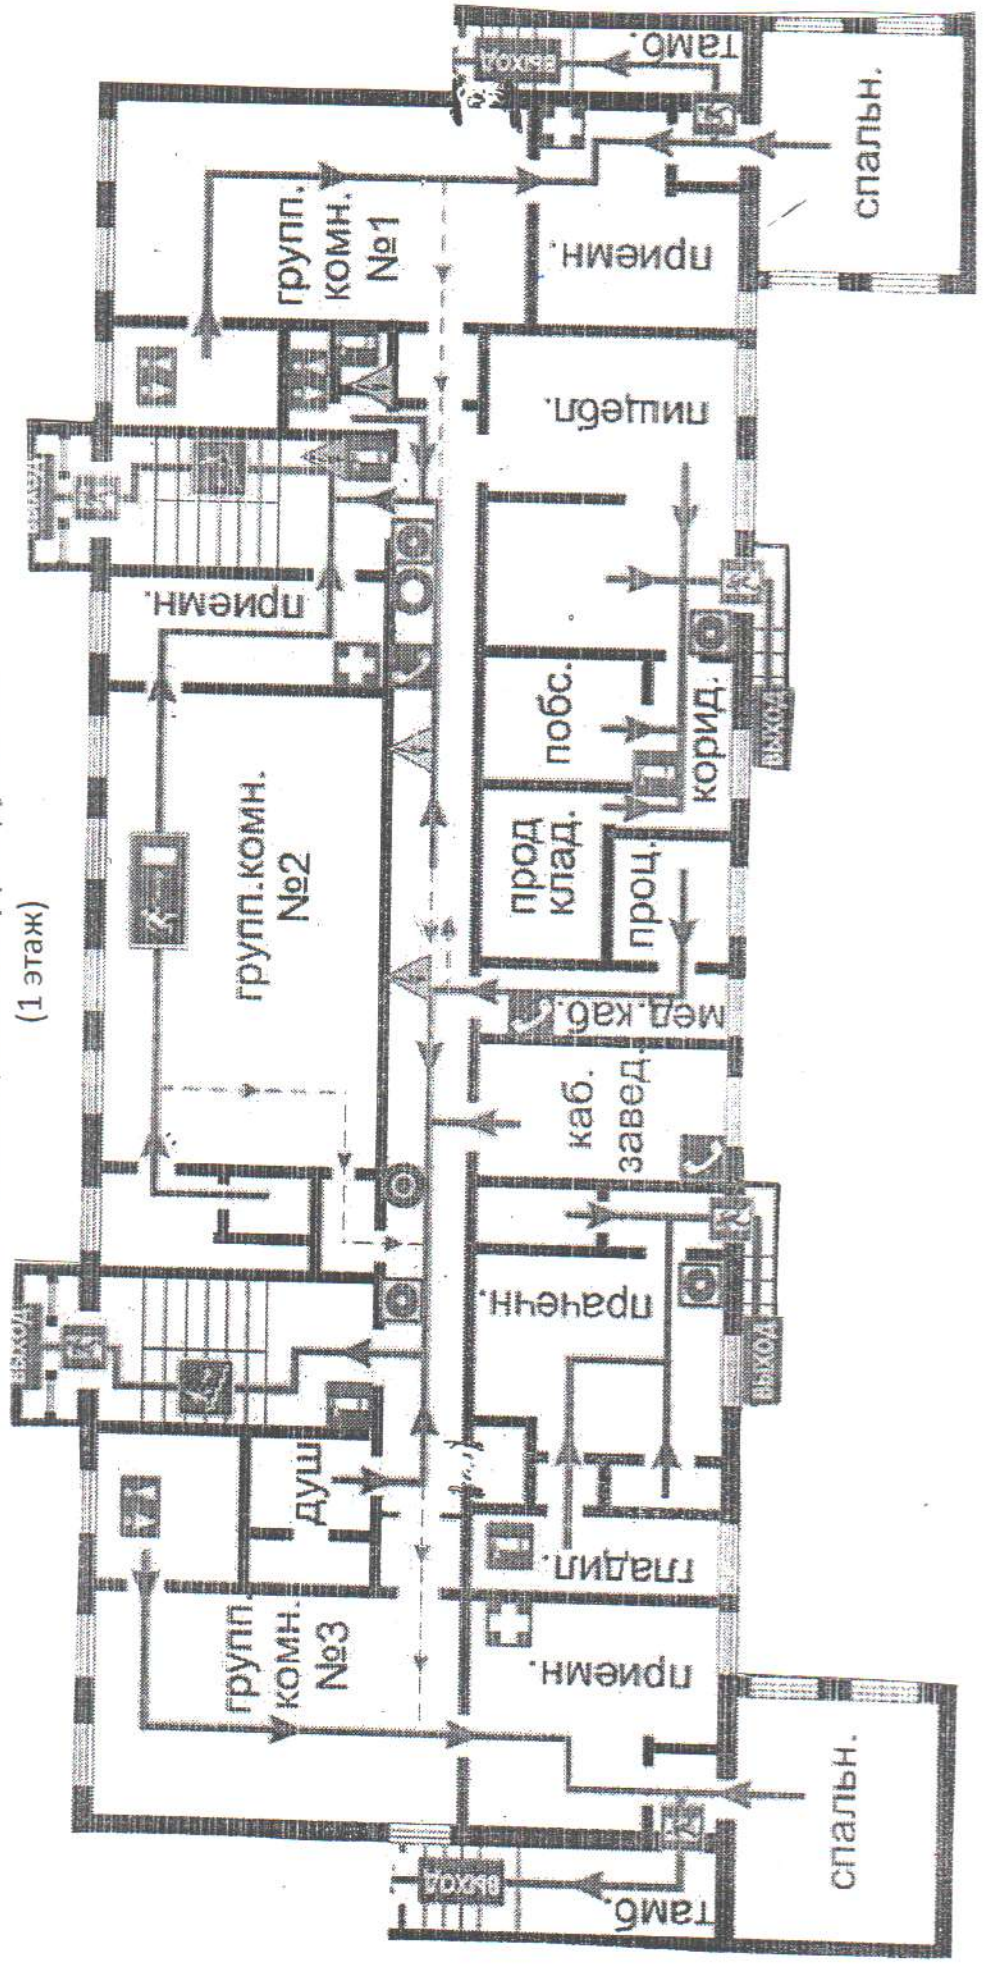 (1 этаж)
ВЫХОД
ВЫХОД
групп.
комн.
№3
душ
групп.комн.
№2
приемн.
групп.
комн.
№1
ВЫХОД
тамб.
приемн.
гладил.
прачечн.
каб.
завед.
мед.каб.
проц.
прод
клад.
побс.
корид.
пищебл.
приемн.
ВЫХОД
тамб.
ВЫХОД
ВЫХОД
спальн.
спальн.